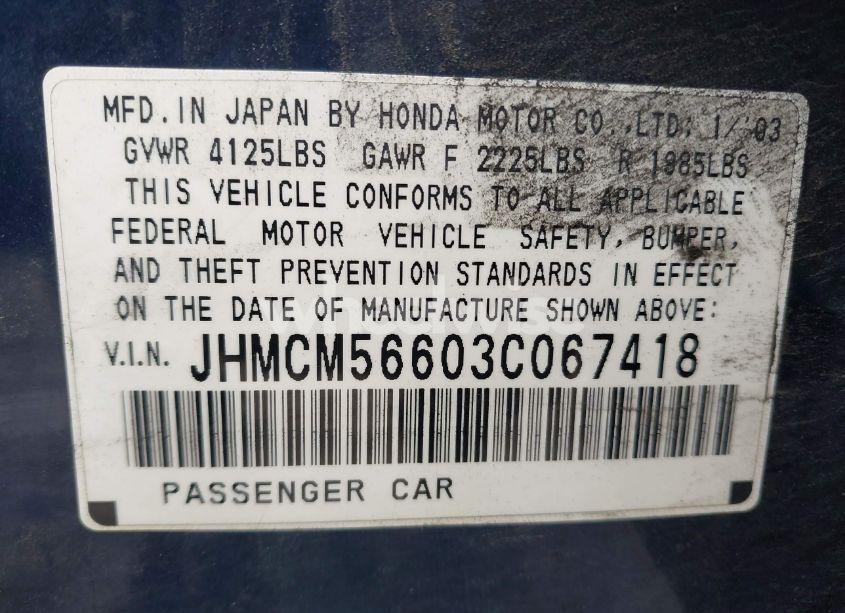 MFD. IN JAPAN BY HONDA MOTOR CO., LTD. 1/'03
GVWR 4125LBS GAWR F 2225LBS R 1985LBS
THIS VEHICLE CONFORMS TO ALL APPLICABLE
FEDERAL MOTOR VEHICLE SAFETY, BUMPER,
AND THEFT PREVENTION STANDARDS IN EFFECT
ON THE DATE OF MANUFACTURE SHOWN ABOVE:
V.I.N. JHMCM56603C067418
PASSENGER CAR